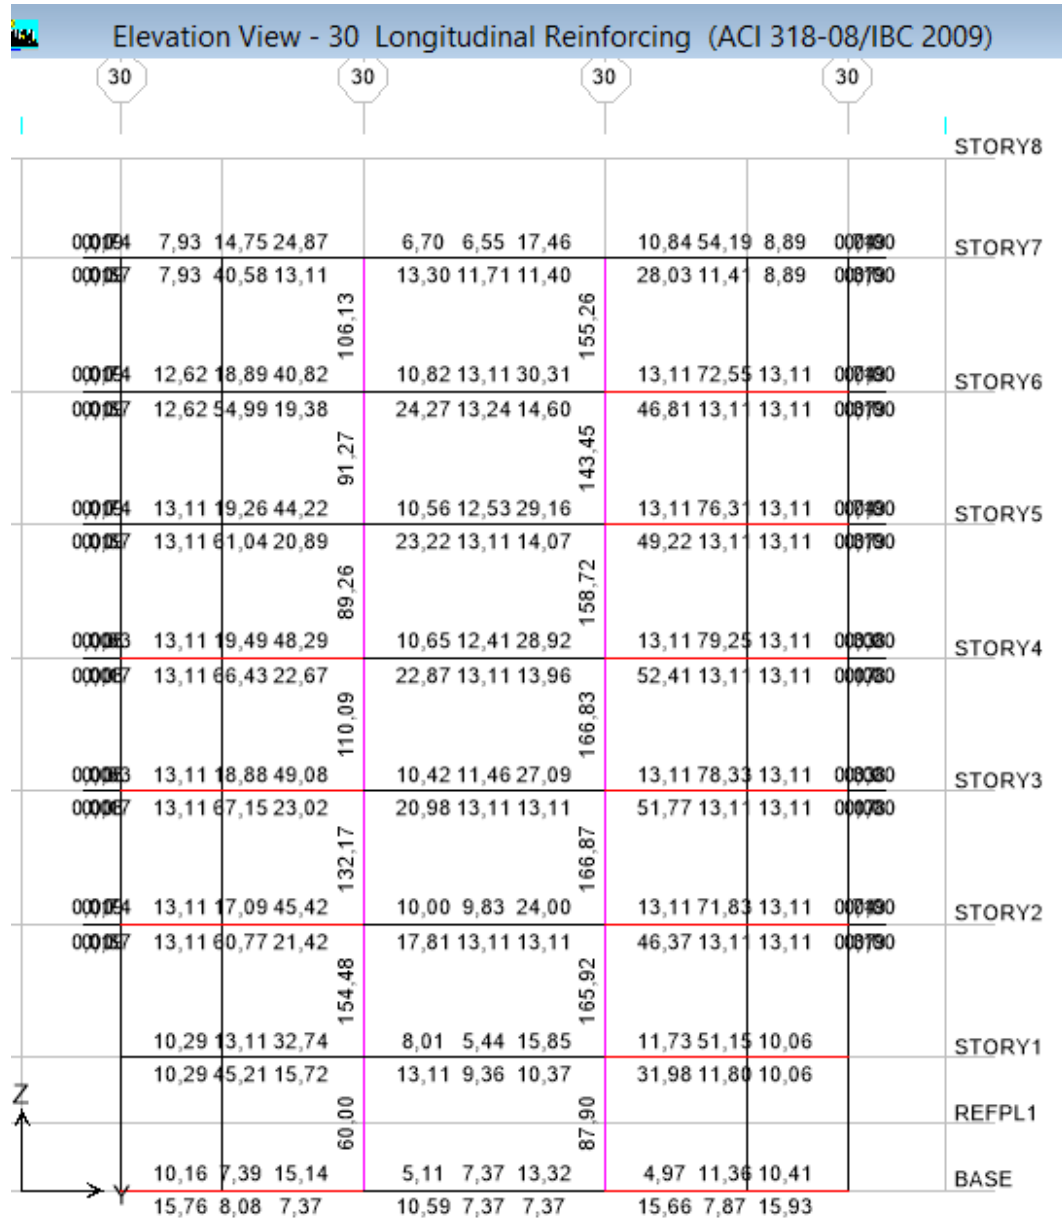 Elevation View - 30 Longitudinal Reinforcing (ACI 318-08/IBC 2009)
30 30 30 30
STORY8
7,93 14,75 24,87 6,70 6,55 17,46 10,84 54,19 8,89
STORY7
7,93 40,58 13,11 13,30 11,71 11,40 28,03 11,41 8,89
106,13 155,26
12,62 18,89 40,82 10,82 13,11 30,31 13,11 72,55 13,11
STORY6
12,62 54,99 19,38 24,27 13,24 14,60 46,81 13,11 13,11
91,27 143,45
13,11 19,26 44,22 10,56 12,53 29,16 13,11 76,31 13,11
STORY5
13,11 61,04 20,89 23,22 13,11 14,07 49,22 13,11 13,11
89,26 158,72
13,11 19,49 48,29 10,65 12,41 28,92 13,11 79,25 13,11
STORY4
13,11 66,43 22,67 22,87 13,11 13,96 52,41 13,11 13,11
110,09 166,83
13,11 18,88 49,08 10,42 11,46 27,09 13,11 78,33 13,11
STORY3
13,11 67,15 23,02 20,98 13,11 13,11 51,77 13,11 13,11
132,17 166,87
13,11 17,09 45,42 10,00 9,83 24,00 13,11 71,83 13,11
STORY2
13,11 60,77 21,42 17,81 13,11 13,11 46,37 13,11 13,11
154,48 165,92
10,29 13,11 32,74 8,01 5,44 15,85 11,73 51,15 10,06
STORY1
10,29 45,21 15,72 13,11 9,36 10,37 31,98 11,80 10,06
Z
REFPL1
60,00 87,90
10,16 7,39 15,14 5,11 7,37 13,32 4,97 11,36 10,41
BASE
Y
15,76 8,08 7,37 10,59 7,37 7,37 15,66 7,87 15,93